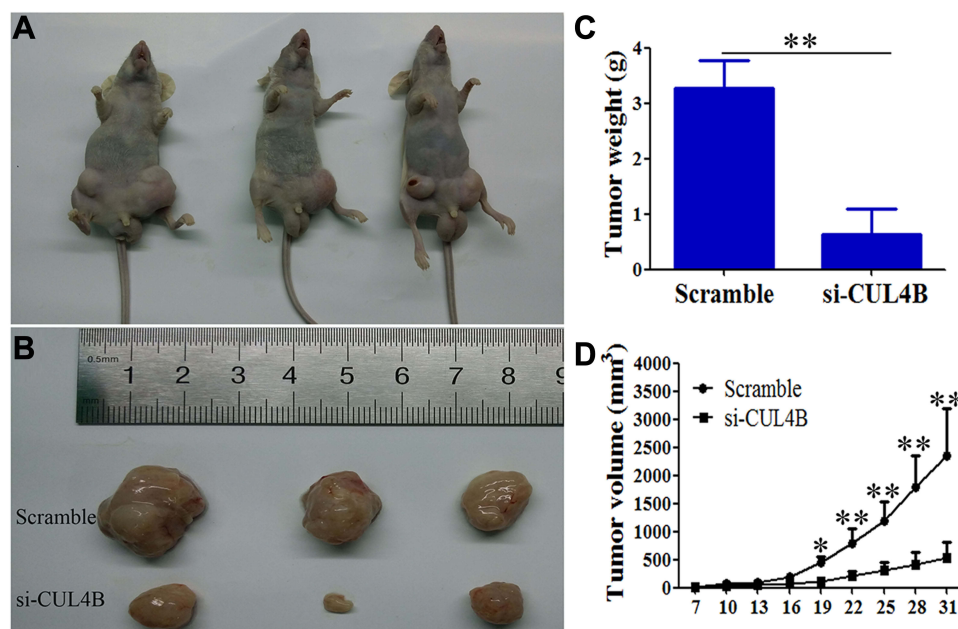 A
B
0.5mm
1 2 3 4 5 6 7 8 9
mm
Scramble
si-CUL4B
C
**
Tumor weight (g)
4
3
2
1
0
Scramble
si-CUL4B
D
Tumor volume (mm³)
4000
3500
3000
2500
2000
1500
1000
500
0
Scramble
si-CUL4B
* ** ** ** **
7 10 13 16 19 22 25 28 31